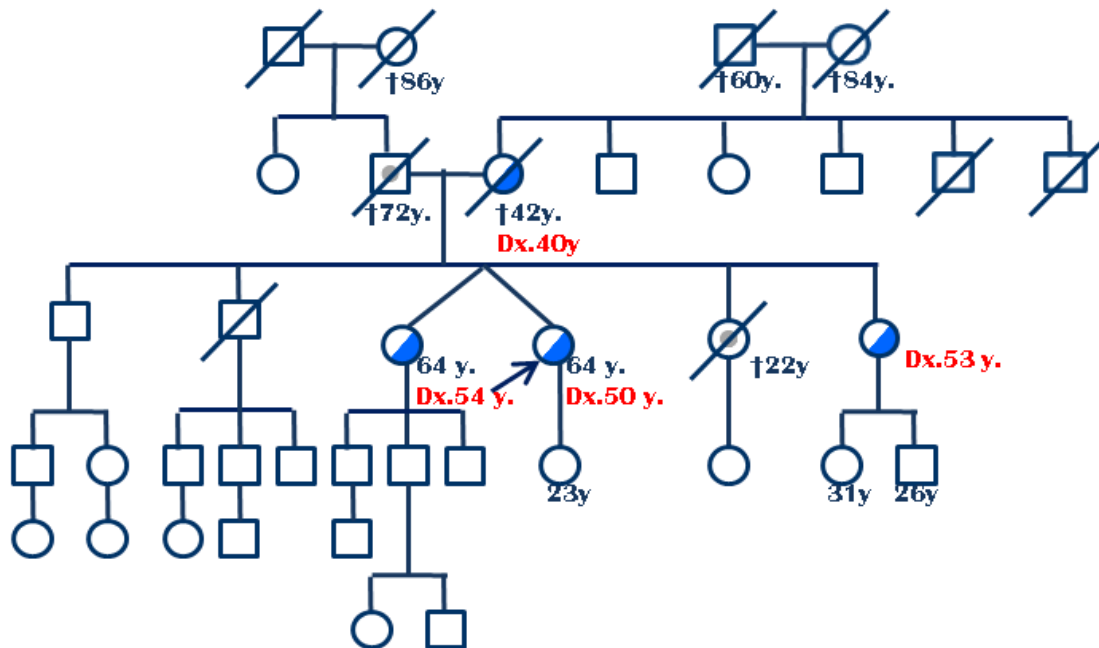 †86y
†60y.
†84y.
†72y.
†42y.
Dx.40y
64 y.
Dx.54 y.
64 y.
Dx.50 y.
†22y
Dx.53 y.
23y
31y
26y